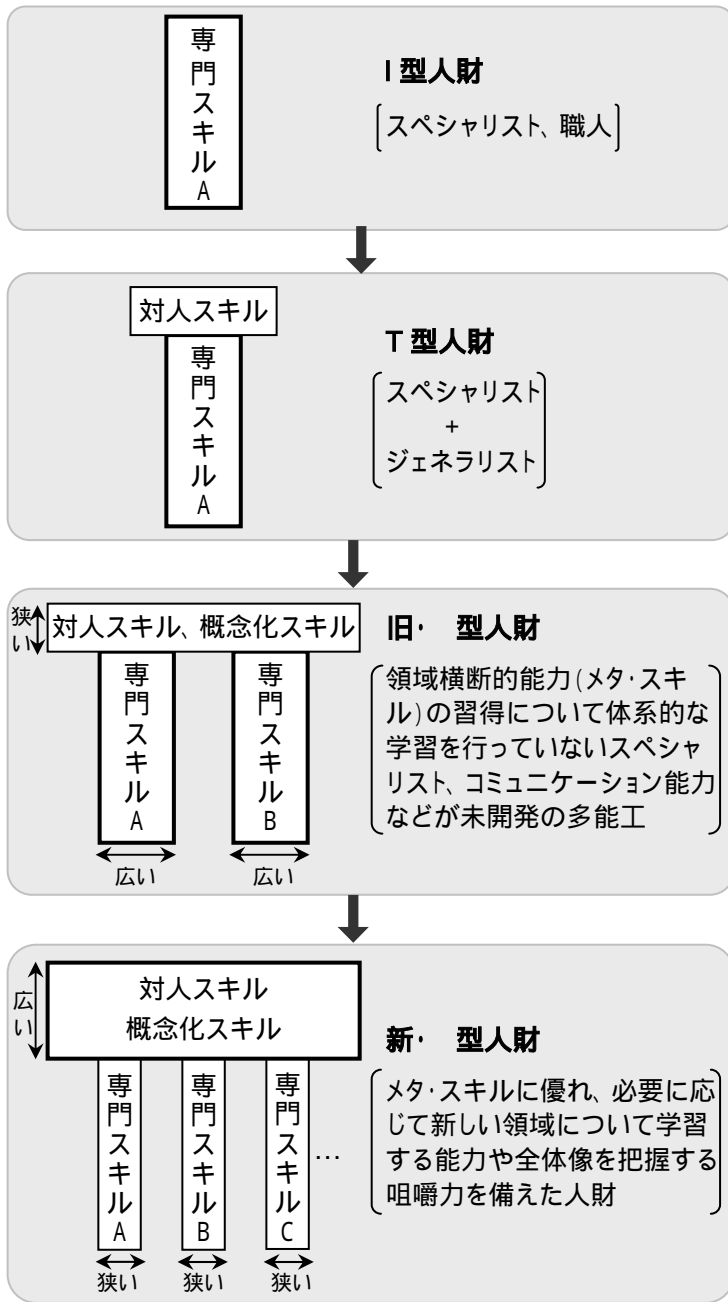 専門スキルA
I 型人財
スペシャリスト、職人
対人スキル
専門スキルA
T 型人財
スペシャリスト
+
ジェネラリスト
狭い
対人スキル、概念化スキル
専門スキルA
専門スキルB
広い
広い
旧・ 型人財
領域横断的能力(メタ・スキ
ル)の習得について体系的な
学習を行っていないスペシャ
リスト、コミュニケーション能力
などが未開発の多能工
広い
対人スキル
概念化スキル
専門スキルA
専門スキルB
専門スキルC
…
狭い
狭い
狭い
新・ 型人財
メタ・スキルに優れ、必要に応
じて新しい領域について学習
する能力や全体像を把握する
咀嚼力を備えた人財